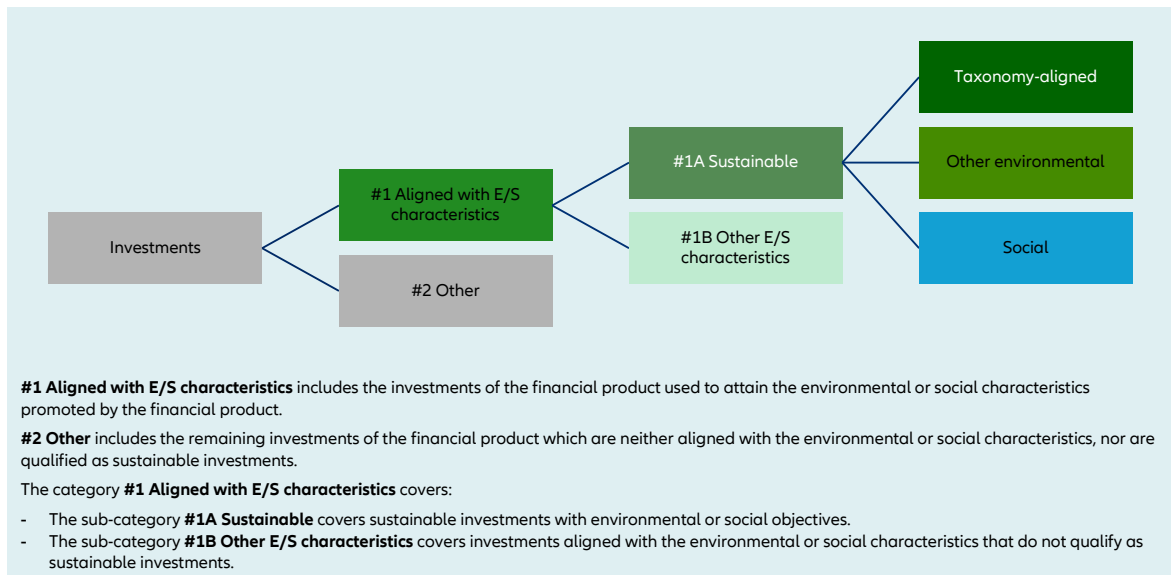 Taxonomy-aligned
#1A Sustainable
Other environmental
#1 Aligned with E/S
characteristics
Investments
#1B Other E/S
characteristics
Social
#2 Other
#1 Aligned with E/S characteristics includes the investments of the financial product used to attain the environmental or social characteristics
promoted by the financial product.
#2 Other includes the remaining investments of the financial product which are neither aligned with the environmental or social characteristics, nor are
qualified as sustainable investments.
The category #1 Aligned with E/S characteristics covers:
- The sub-category #1A Sustainable covers sustainable investments with environmental or social objectives.
- The sub-category #1B Other E/S characteristics covers investments aligned with the environmental or social characteristics that do not qualify as
sustainable investments.